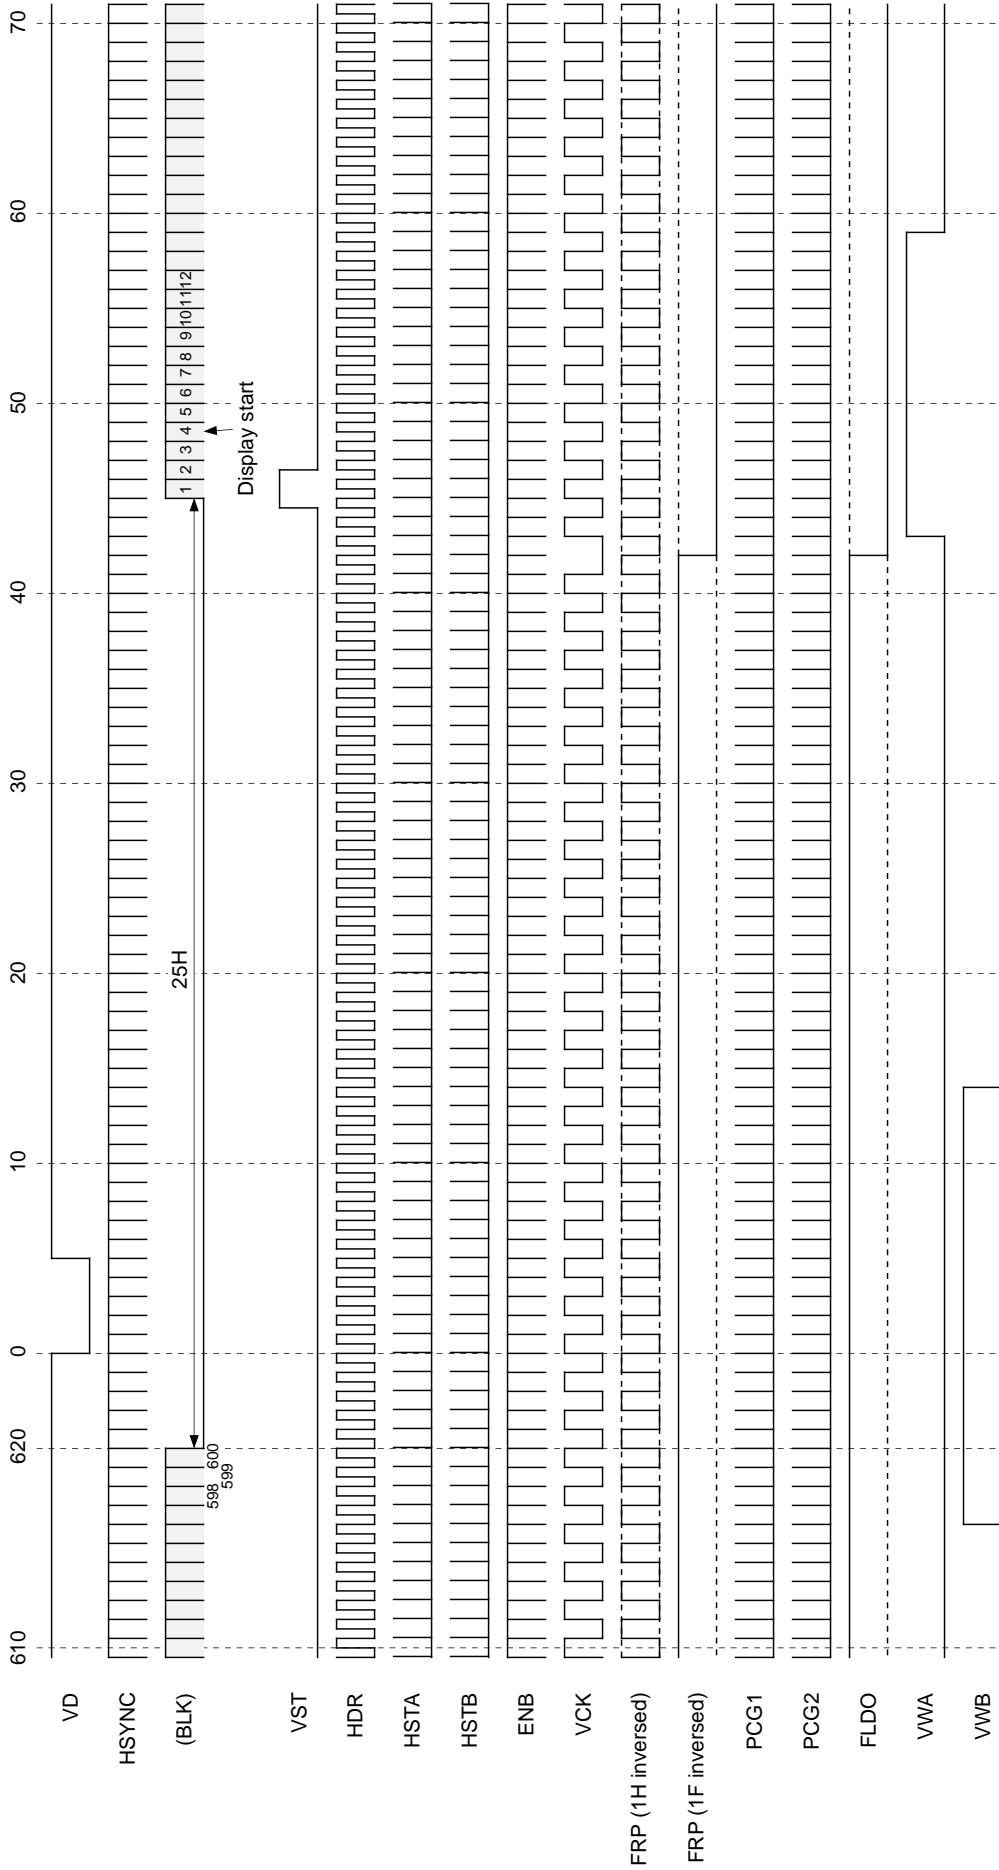 610 620 0 10 20 30 40 50 60 70
VD
HSYNC
(BLK)
598 600
599
25H
1 2 3 4 5 6 7 8 9 10 11 12
Display start
VST
HDR
HSTA
HSTB
ENB
VCK
FRP (1H inversed)
FRP (1F inversed)
PCG1
PCG2
FLDO
VWA
VWB